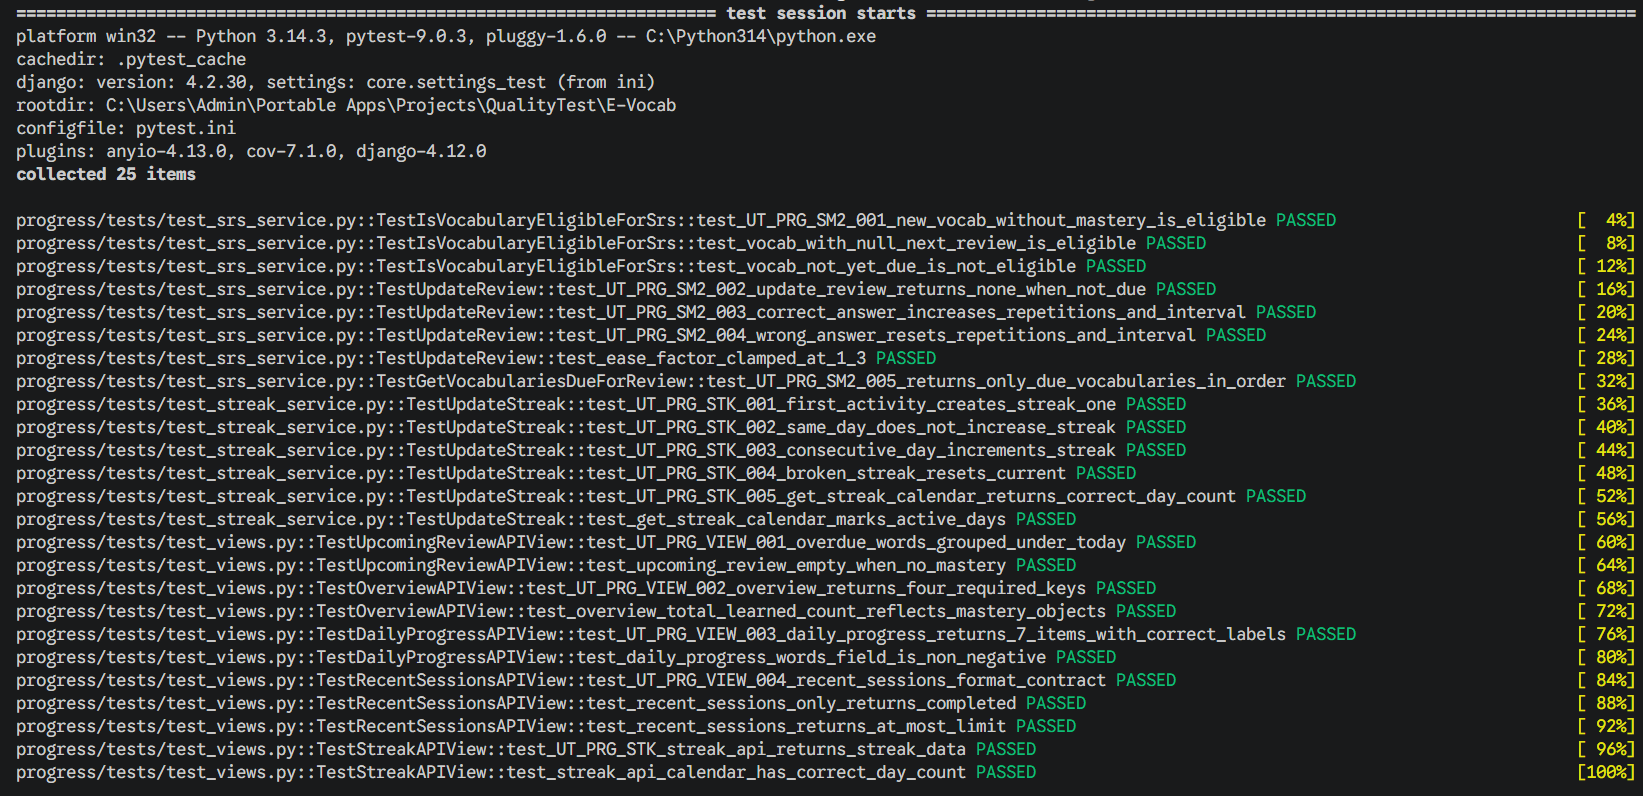 ====================================================================== test session starts =======================================================================
platform win32 -- Python 3.14.3, pytest-9.0.3, pluggy-1.6.0 -- C:\Python314\python.exe
cachedir: .pytest_cache
django: version: 4.2.30, settings: core.settings_test (from ini)
rootdir: C:\Users\Admin\Portable Apps\Projects\QualityTest\E-Vocab
configfile: pytest.ini
plugins: anyio-4.13.0, cov-7.1.0, django-4.12.0
collected 25 items
progress/tests/test_srs_service.py::TestIsVocabularyEligibleForSrs::test_UT_PRG_SM2_001_new_vocab_without_mastery_is_eligible PASSED [  4%]
progress/tests/test_srs_service.py::TestIsVocabularyEligibleForSrs::test_vocab_with_null_next_review_is_eligible PASSED [  8%]
progress/tests/test_srs_service.py::TestIsVocabularyEligibleForSrs::test_vocab_not_yet_due_is_not_eligible PASSED [ 12%]
progress/tests/test_srs_service.py::TestUpdateReview::test_UT_PRG_SM2_002_update_review_returns_none_when_not_due PASSED [ 16%]
progress/tests/test_srs_service.py::TestUpdateReview::test_UT_PRG_SM2_003_correct_answer_increases_repetitions_and_interval PASSED [ 20%]
progress/tests/test_srs_service.py::TestUpdateReview::test_UT_PRG_SM2_004_wrong_answer_resets_repetitions_and_interval PASSED [ 24%]
progress/tests/test_srs_service.py::TestUpdateReview::test_ease_factor_clamped_at_1_3 PASSED [ 28%]
progress/tests/test_srs_service.py::TestGetVocabulariesDueForReview::test_UT_PRG_SM2_005_returns_only_due_vocabularies_in_order PASSED [ 32%]
progress/tests/test_streak_service.py::TestUpdateStreak::test_UT_PRG_STK_001_first_activity_creates_streak_one PASSED [ 36%]
progress/tests/test_streak_service.py::TestUpdateStreak::test_UT_PRG_STK_002_same_day_does_not_increase_streak PASSED [ 40%]
progress/tests/test_streak_service.py::TestUpdateStreak::test_UT_PRG_STK_003_consecutive_day_increments_streak PASSED [ 44%]
progress/tests/test_streak_service.py::TestUpdateStreak::test_UT_PRG_STK_004_broken_streak_resets_current PASSED [ 48%]
progress/tests/test_streak_service.py::TestUpdateStreak::test_UT_PRG_STK_005_get_streak_calendar_returns_correct_day_count PASSED [ 52%]
progress/tests/test_streak_service.py::TestUpdateStreak::test_get_streak_calendar_marks_active_days PASSED [ 56%]
progress/tests/test_views.py::TestUpcomingReviewAPIView::test_UT_PRG_VIEW_001_overdue_words_grouped_under_today PASSED [ 60%]
progress/tests/test_views.py::TestUpcomingReviewAPIView::test_upcoming_review_empty_when_no_mastery PASSED [ 64%]
progress/tests/test_views.py::TestOverviewAPIView::test_UT_PRG_VIEW_002_overview_returns_four_required_keys PASSED [ 68%]
progress/tests/test_views.py::TestOverviewAPIView::test_overview_total_learned_count_reflects_mastery_objects PASSED [ 72%]
progress/tests/test_views.py::TestDailyProgressAPIView::test_UT_PRG_VIEW_003_daily_progress_returns_7_items_with_correct_labels PASSED [ 76%]
progress/tests/test_views.py::TestDailyProgressAPIView::test_daily_progress_words_field_is_non_negative PASSED [ 80%]
progress/tests/test_views.py::TestRecentSessionsAPIView::test_UT_PRG_VIEW_004_recent_sessions_format_contract PASSED [ 84%]
progress/tests/test_views.py::TestRecentSessionsAPIView::test_recent_sessions_only_returns_completed PASSED [ 88%]
progress/tests/test_views.py::TestRecentSessionsAPIView::test_recent_sessions_returns_at_most_limit PASSED [ 92%]
progress/tests/test_views.py::TestStreakAPIView::test_UT_PRG_STK_streak_api_returns_streak_data PASSED [ 96%]
progress/tests/test_views.py::TestStreakAPIView::test_streak_api_calendar_has_correct_day_count PASSED [100%]